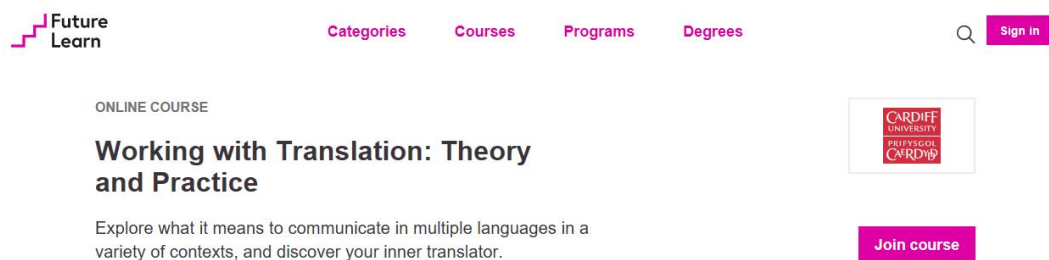 Future
Learn
Categories Courses Programs Degrees
Sign in
ONLINE COURSE
Working with Translation: Theory
and Practice
Explore what it means to communicate in multiple languages in a
variety of contexts, and discover your inner translator.
CARDIFF
UNIVERSITY
PRIFYSGOL
CAERDYDD
Join course